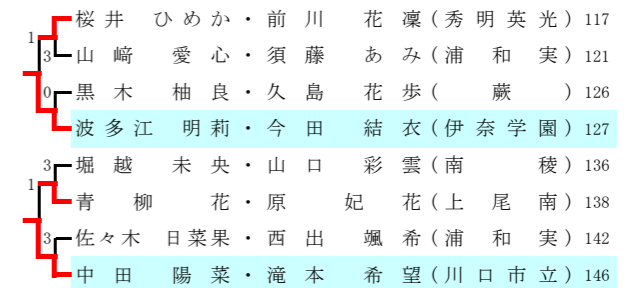 1
桜井 ひめか・前川 花凜(秀明英光) 117
3 山﨑 愛心・須藤 あみ(浦和実) 121
0 黒木 柚良・久島 花歩(蕨) 126
波多江 明莉・今田 結衣(伊奈学園) 127
3 堀越 未央・山口 彩雲(南稜) 136
1
青柳 花・原 妃花(上尾南) 138
3 佐々木 日菜果・西出 颯希(浦和実) 142
中田 陽菜・滝本 希望(川口市立) 146